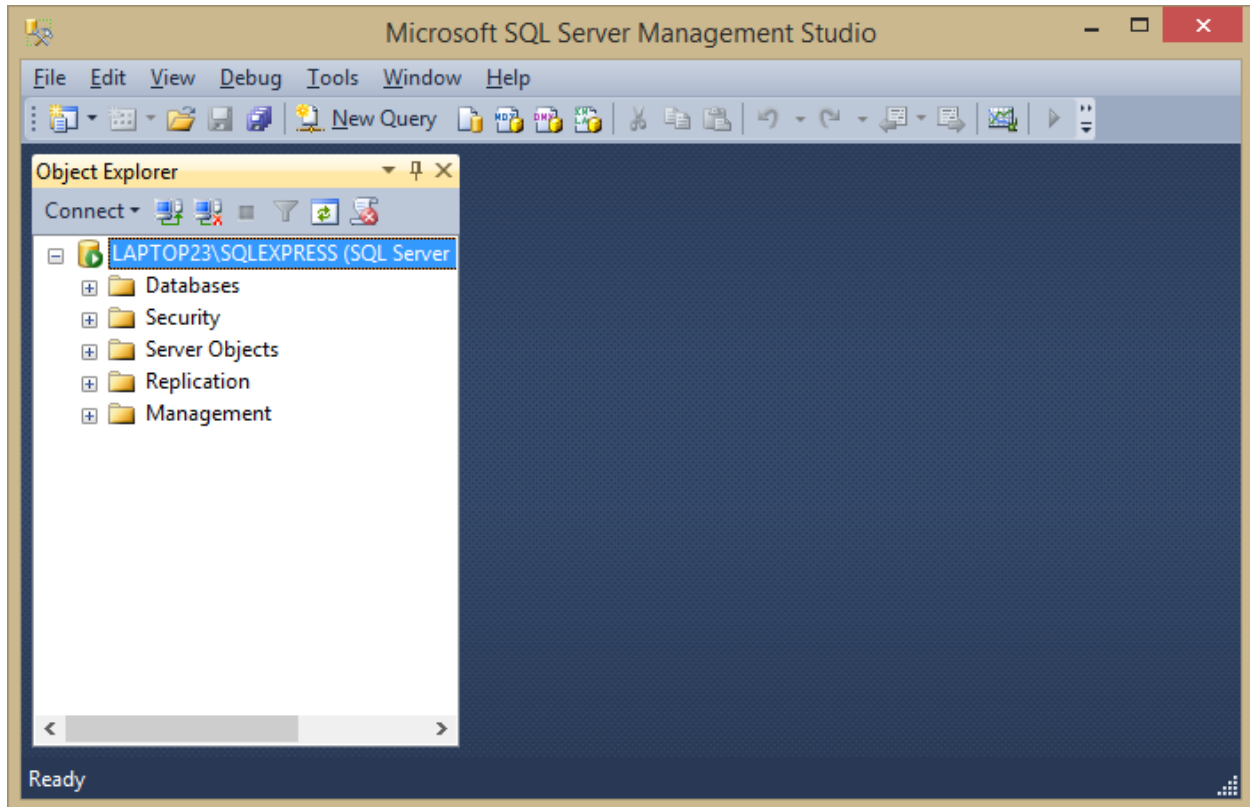 Microsoft SQL Server Management Studio
File Edit View Debug Tools Window Help
New Query
Object Explorer
Connect
LAPTOP23\SQLEXPRESS (SQL Server
Databases
Security
Server Objects
Replication
Management
Ready